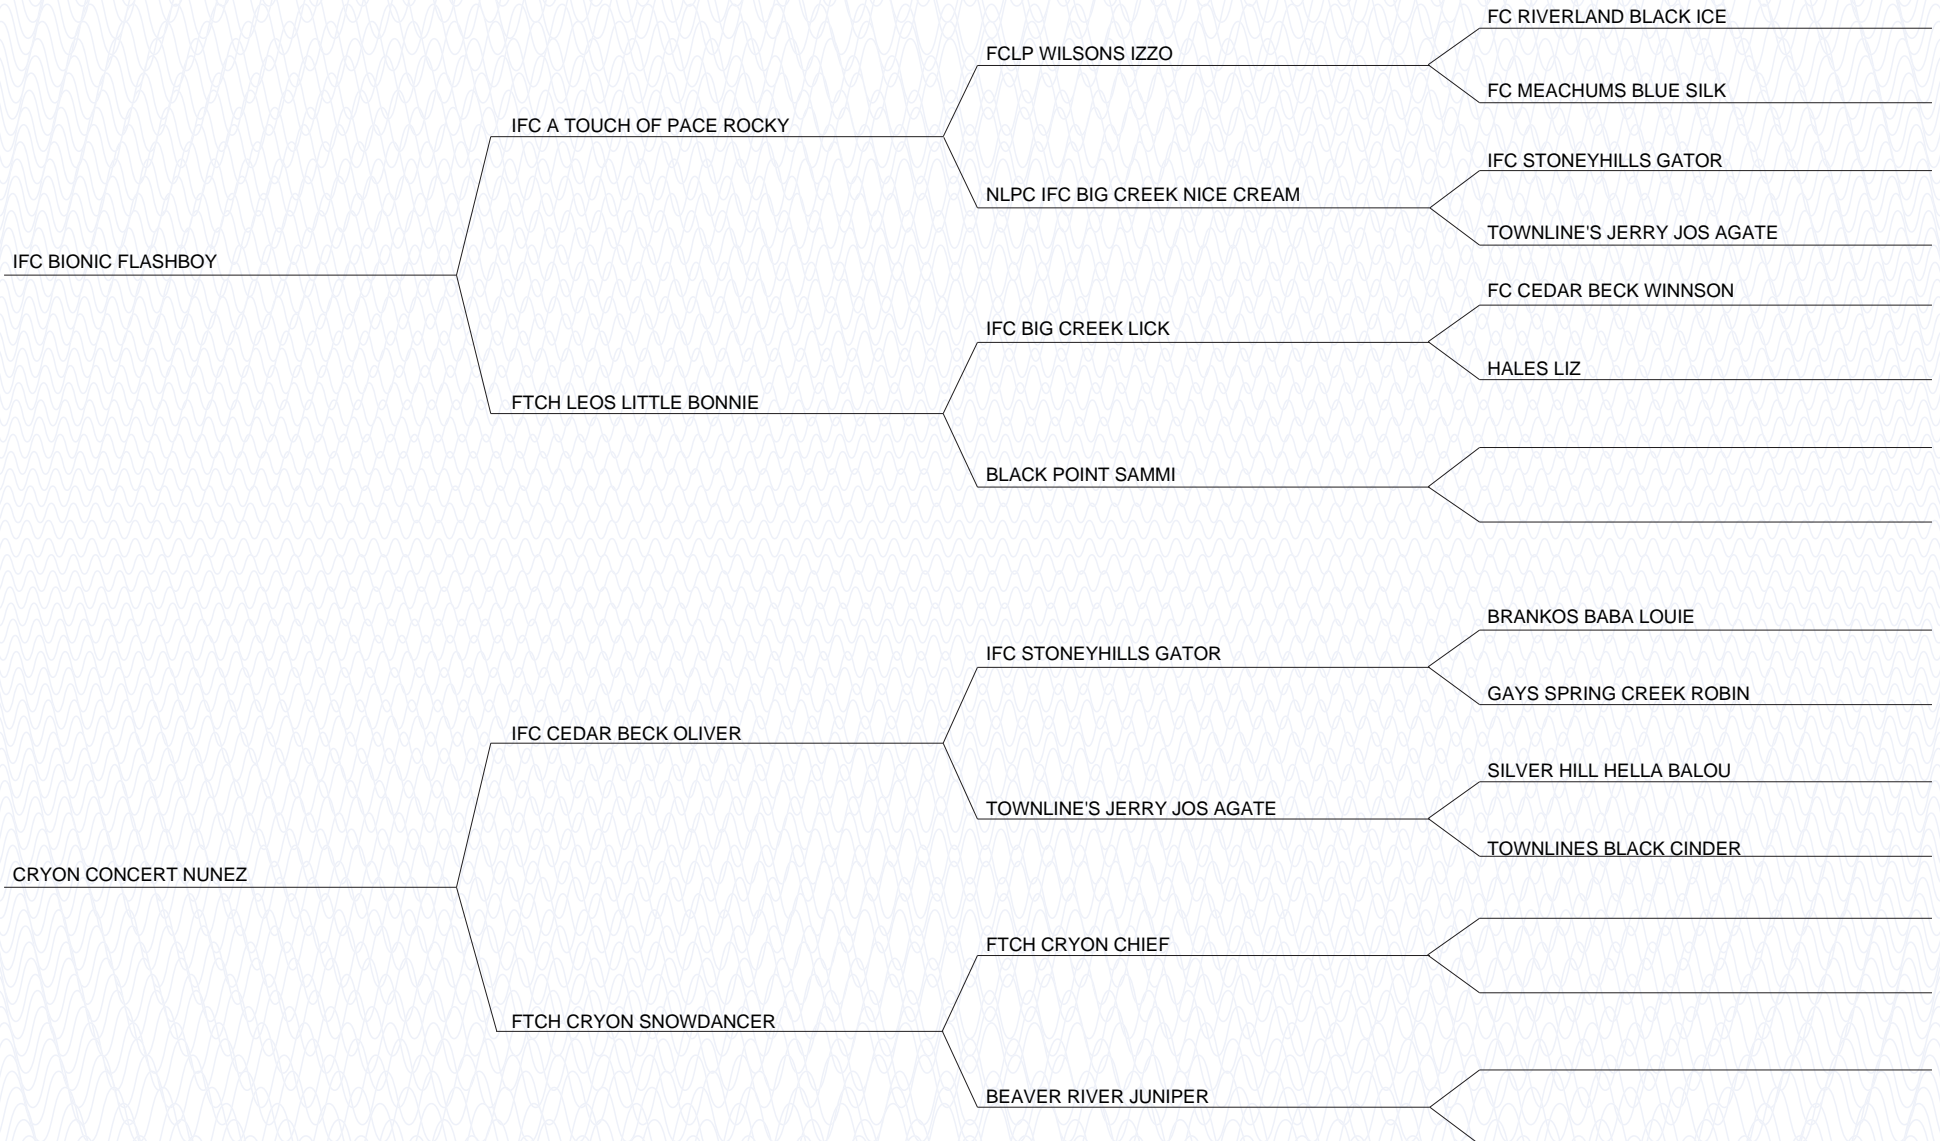 FC RIVERLAND BLACK ICE
FCLP WILSONS IZZO
FC MEACHUMS BLUE SILK
IFC A TOUCH OF PACE ROCKY
IFC STONEYHILLS GATOR
NLPC IFC BIG CREEK NICE CREAM
TOWNLINE'S JERRY JOS AGATE
IFC BIONIC FLASHBOY
FC CEDAR BECK WINNSON
IFC BIG CREEK LICK
HALES LIZ
FTCH LEOS LITTLE BONNIE
BLACK POINT SAMMI
BRANKOS BABA LOUIE
IFC STONEYHILLS GATOR
GAYS SPRING CREEK ROBIN
IFC CEDAR BECK OLIVER
SILVER HILL HELLA BALOU
TOWNLINE'S JERRY JOS AGATE
TOWNLINES BLACK CINDER
CRYON CONCERT NUNEZ
FTCH CRYON CHIEF
FTCH CRYON SNOWDANCER
BEAVER RIVER JUNIPER